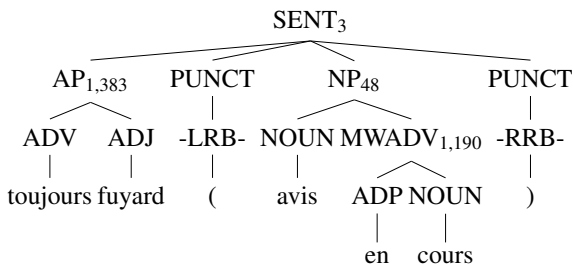 SENT3
AP1,383 PUNCT NP48 PUNCT
ADV ADJ -LRB- NOUN MWADV1,190 -RRB-
toujours fuyard ( avis ADP NOUN )
en cours